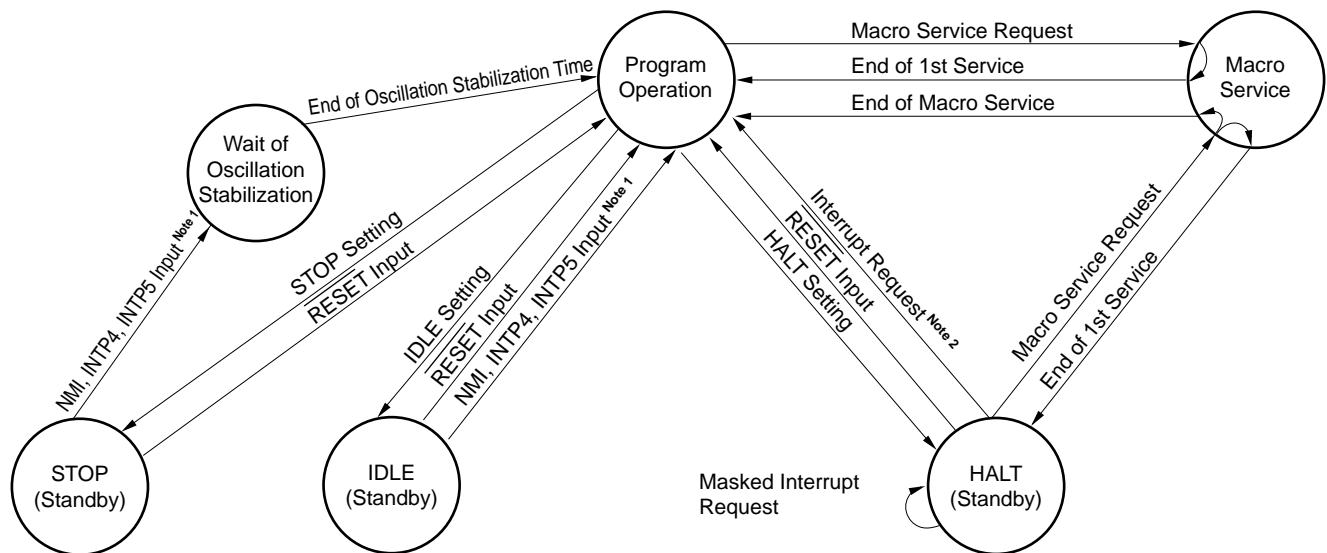 Program
Operation
Macro
Service
Macro Service Request
End of 1st Service
End of Macro Service
End of Oscillation Stabilization Time
Wait of
Oscillation
Stabilization
NMI, INTP4, INTP5 Input Note 1
STOP Setting
RESET Input
IDLE Setting
RESET Input
NMI, INTP4, INTP5 Input Note 1
Interrupt Request Note 2
RESET Input
HALT Setting
Macro Service Request
End of 1st Service
STOP
(Standby)
IDLE
(Standby)
Masked Interrupt
Request
HALT
(Standby)